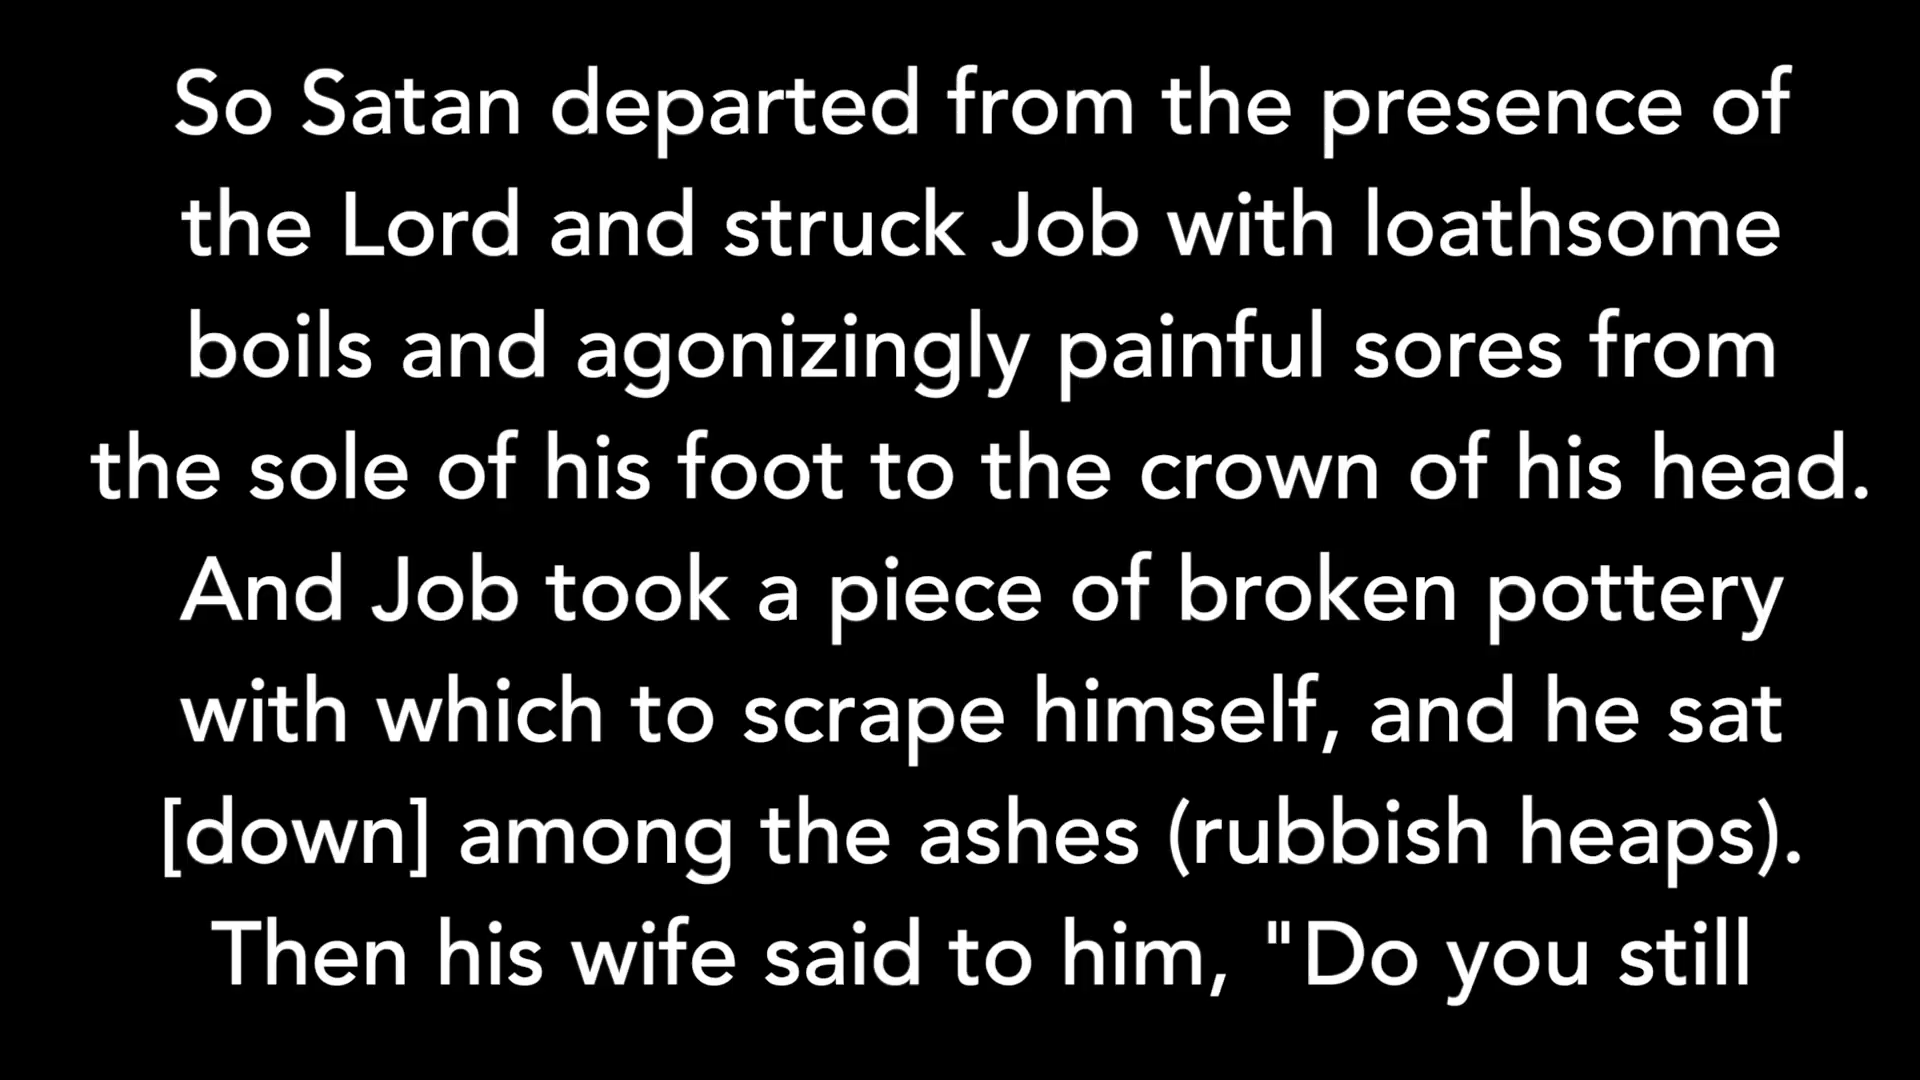 So Satan departed from the presence of
the Lord and struck Job with loathsome
boils and agonizingly painful sores from
the sole of his foot to the crown of his head.
And Job took a piece of broken pottery
with which to scrape himself, and he sat
[down] among the ashes (rubbish heaps).
Then his wife said to him, "Do you still